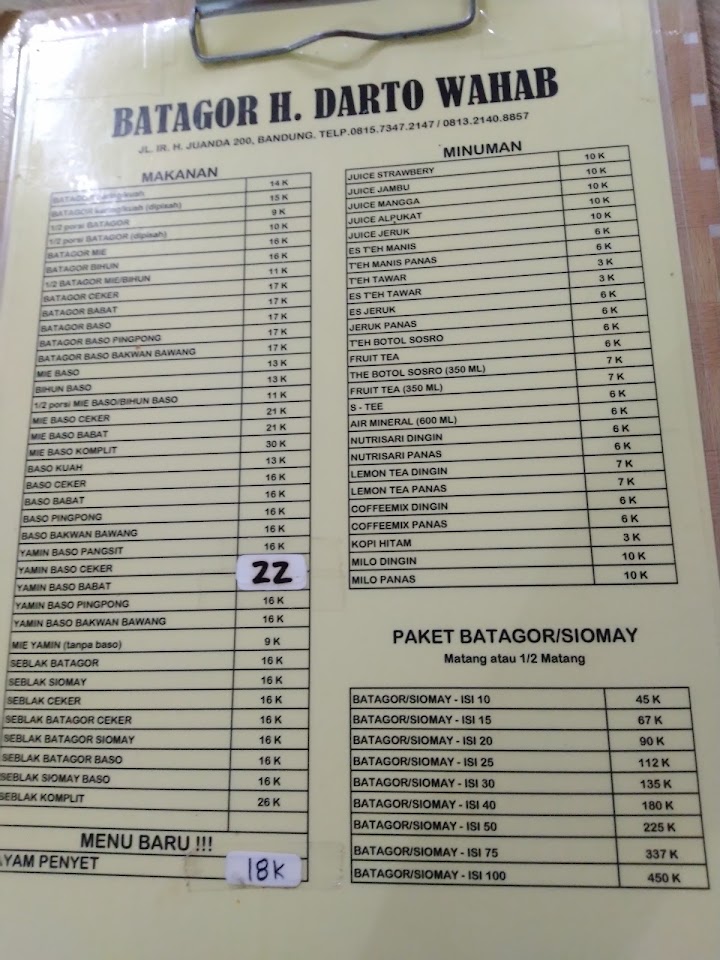 BATAGOR H. DARTO WAHAB
JL. IR. H. JUANDA 200, BANDUNG. TELP.0815.7347.2147 / 0813.2140.8857
MAKANAN
BATAGOR kering/kuah 14 K
BATAGOR kering/kuah (dipisah) 15 K
1/2 porsi BATAGOR 9 K
1/2 porsi BATAGOR (dipisah) 10 K
BATAGOR MIE 16 K
BATAGOR BIHUN 16 K
1/2 BATAGOR MIE/BIHUN 11 K
BATAGOR CEKER 17 K
BATAGOR BABAT 17 K
BATAGOR BASO 17 K
BATAGOR BASO PINGPONG 17 K
BATAGOR BASO BAKWAN BAWANG 17 K
MIE BASO 13 K
BIHUN BASO 13 K
1/2 porsi MIE BASO/BIHUN BASO 11 K
MIE BASO CEKER 21 K
MIE BASO BABAT 21 K
MIE BASO KOMPLIT 30 K
BASO KUAH 13 K
BASO CEKER 16 K
BASO BABAT 16 K
BASO PINGPONG 16 K
BASO BAKWAN BAWANG 16 K
YAMIN BASO PANGSIT 16 K
YAMIN BASO CEKER 22
YAMIN BASO BABAT
YAMIN BASO PINGPONG 16 K
YAMIN BASO BAKWAN BAWANG 16 K
MIE YAMIN (tanpa baso) 9 K
SEBLAK BATAGOR 16 K
SEBLAK SIOMAY 16 K
SEBLAK CEKER 16 K
SEBLAK BATAGOR CEKER 16 K
SEBLAK BATAGOR SIOMAY 16 K
SEBLAK BATAGOR BASO 16 K
SEBLAK SIOMAY BASO 16 K
SEBLAK KOMPLIT 26 K
MENU BARU !!!
AYAM PENYET 18K
MINUMAN
JUICE STRAWBERY 10 K
JUICE JAMBU 10 K
JUICE MANGGA 10 K
JUICE ALPUKAT 10 K
JUICE JERUK 10 K
ES T'EH MANIS 6 K
T'EH MANIS PANAS 6 K
T'EH TAWAR 3 K
ES T'EH TAWAR 3 K
ES JERUK 6 K
JERUK PANAS 6 K
T'EH BOTOL SOSRO 6 K
FRUIT TEA 6 K
THE BOTOL SOSRO (350 ML) 7 K
FRUIT TEA (350 ML) 7 K
S - TEE 6 K
AIR MINERAL (600 ML) 6 K
NUTRISARI DINGIN 6 K
NUTRISARI PANAS 6 K
LEMON TEA DINGIN 7 K
LEMON TEA PANAS 7 K
COFFEEMIX DINGIN 6 K
COFFEEMIX PANAS 6 K
KOPI HITAM 3 K
MILO DINGIN 10 K
MILO PANAS 10 K
PAKET BATAGOR/SIOMAY
Matang atau 1/2 Matang
BATAGOR/SIOMAY - ISI 10 45 K
BATAGOR/SIOMAY - ISI 15 67 K
BATAGOR/SIOMAY - ISI 20 90 K
BATAGOR/SIOMAY - ISI 25 112 K
BATAGOR/SIOMAY - ISI 30 135 K
BATAGOR/SIOMAY - ISI 40 180 K
BATAGOR/SIOMAY - ISI 50 225 K
BATAGOR/SIOMAY - ISI 75 337 K
BATAGOR/SIOMAY - ISI 100 450 K